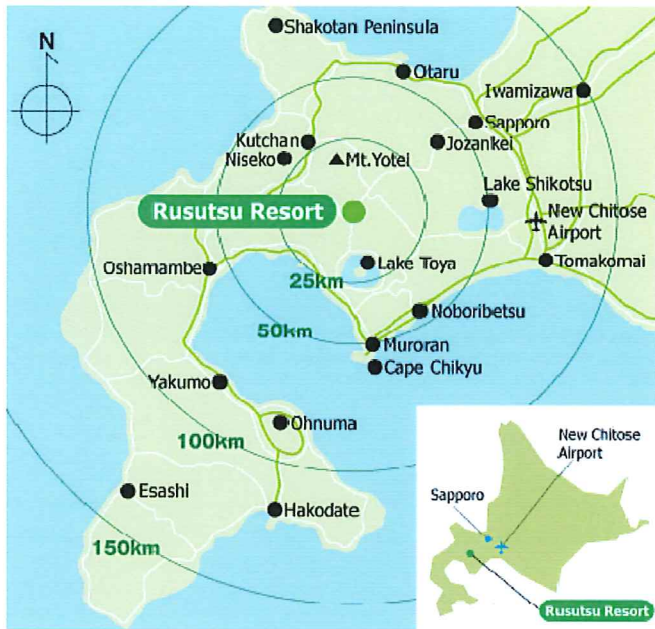 Shakotan Peninsula
N
Otaru
Iwamizawa
Sapporo
Kutchan
Jozankei
Niseko
Mt.Yotei
Lake Shikotsu
Rusutsu Resort
New Chitose
Airport
Oshamambe
Lake Toya
Tomakomai
25km
Noboribetsu
50km
Muroran
Cape Chikyu
Yakumo
Ohnuma
100km
Esashi
Hakodate
150km
New Chitose
Airport
Sapporo
Rusutsu Resort